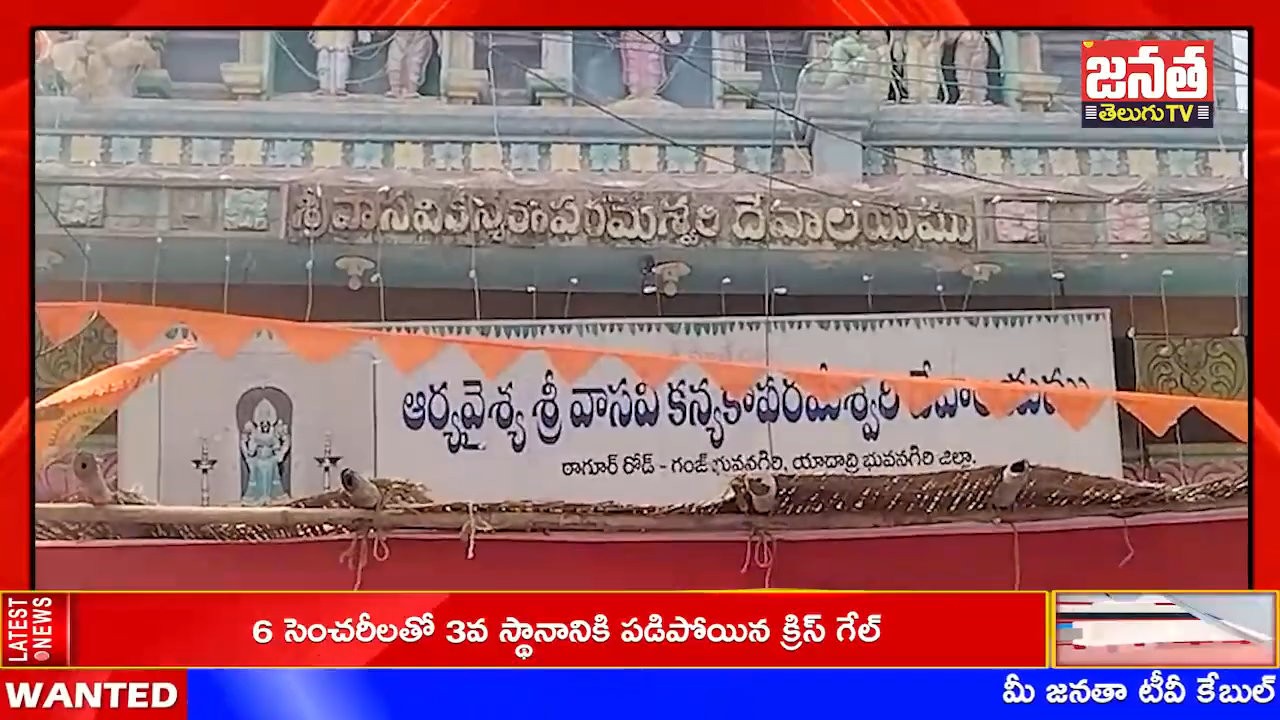 జనత
తెలుగు TV
శ్రీ వాసవికన్యకాపరమేశ్వరి దేవాలయము
ఆర్యవైశ్య శ్రీ వాసవి కన్యకాపరమేశ్వరి దేవాలయము
ఠాగూర్ రోడ్ - గంజ్ భువనగిరి, యాదాద్రి భువనగిరి జిల్లా.
LATEST NEWS
6 సెంచరీలతో 3వ స్థానానికి పడిపోయిన క్రిస్ గేల్
WANTED
మీ జనతా టీవీ కేబుల్